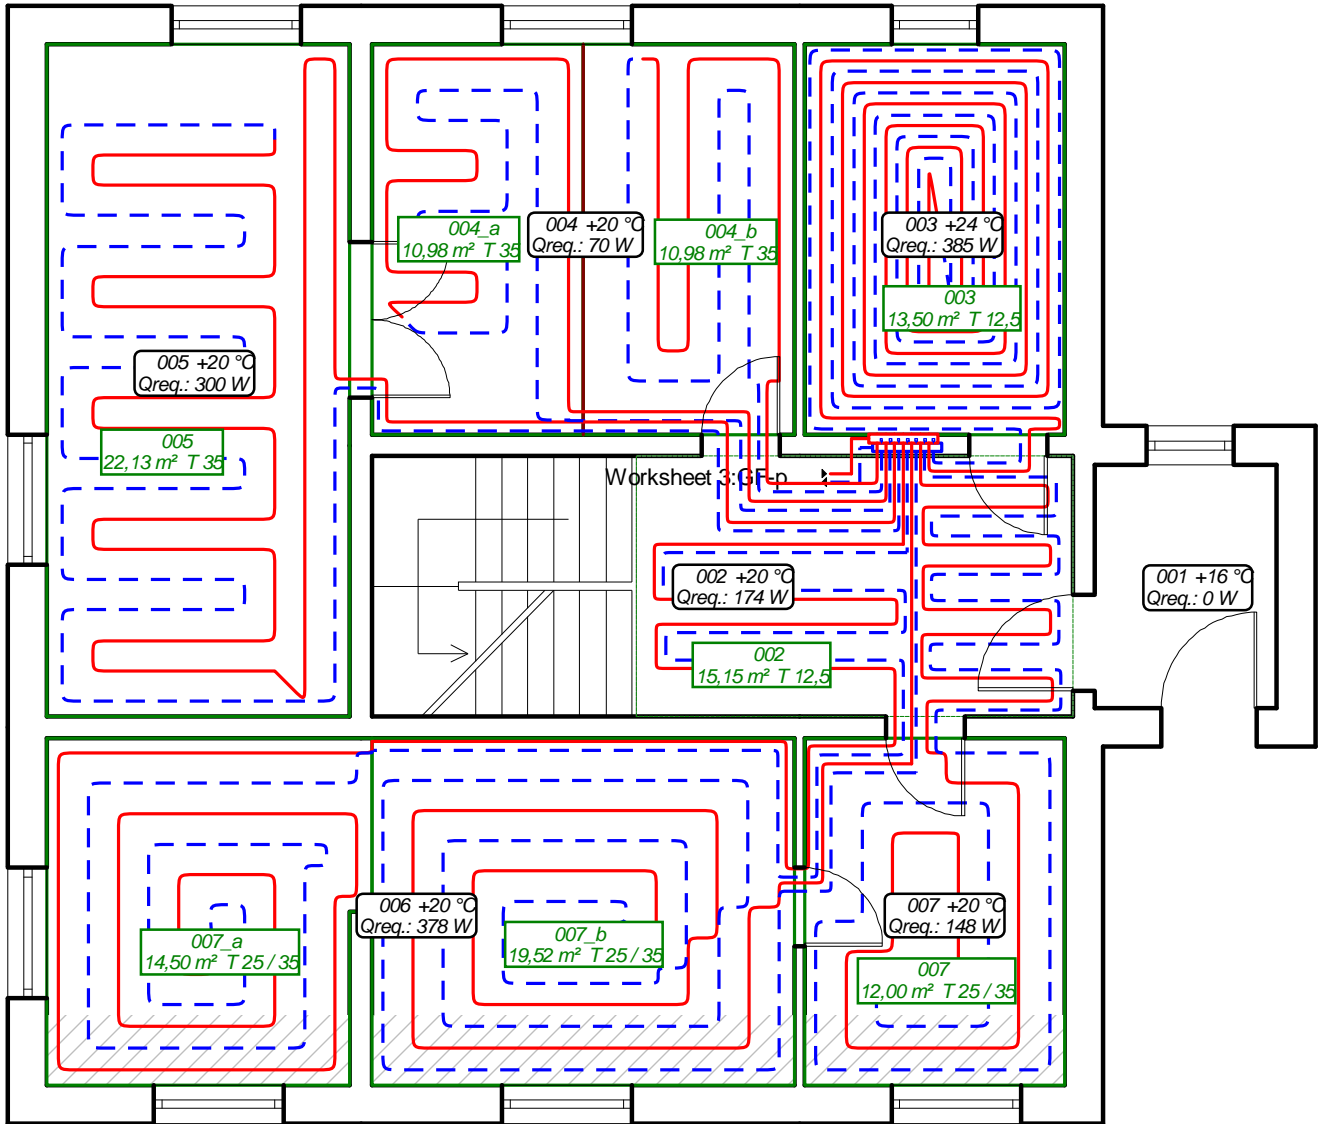 004_a
10,98 m² T 35
004 +20 °C
Qreq.: 70 W
004_b
10,98 m² T 35
003 +24 °C
Qreq.: 385 W
003
13,50 m² T 12,5
005 +20 °C
Qreq.: 300 W
005
22,13 m² T 35
Worksheet 3:GF-p
002 +20 °C
Qreq.: 174 W
001 +16 °C
Qreq.: 0 W
002
15,15 m² T 12,5
006 +20 °C
Qreq.: 378 W
007 +20 °C
Qreq.: 148 W
007_a
14,50 m² T 25 / 35
007_b
19,52 m² T 25 / 35
007
12,00 m² T 25 / 35